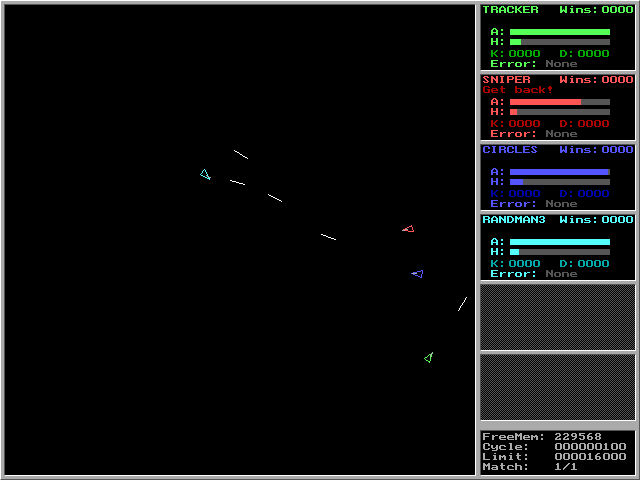 TRACKER Wins:0000
A:
H:
K:0000 D:0000
Error: None
SNIPER Wins:0000
Get back!
A:
H:
K:0000 D:0000
Error: None
CIRCLES Wins:0000
A:
H:
K:0000 D:0000
Error: None
RANDMAN3 Wins:0000
A:
H:
K:0000 D:0000
Error: None
FreeMem: 229568
Cycle: 000000100
Limit: 000016000
Match: 1/1